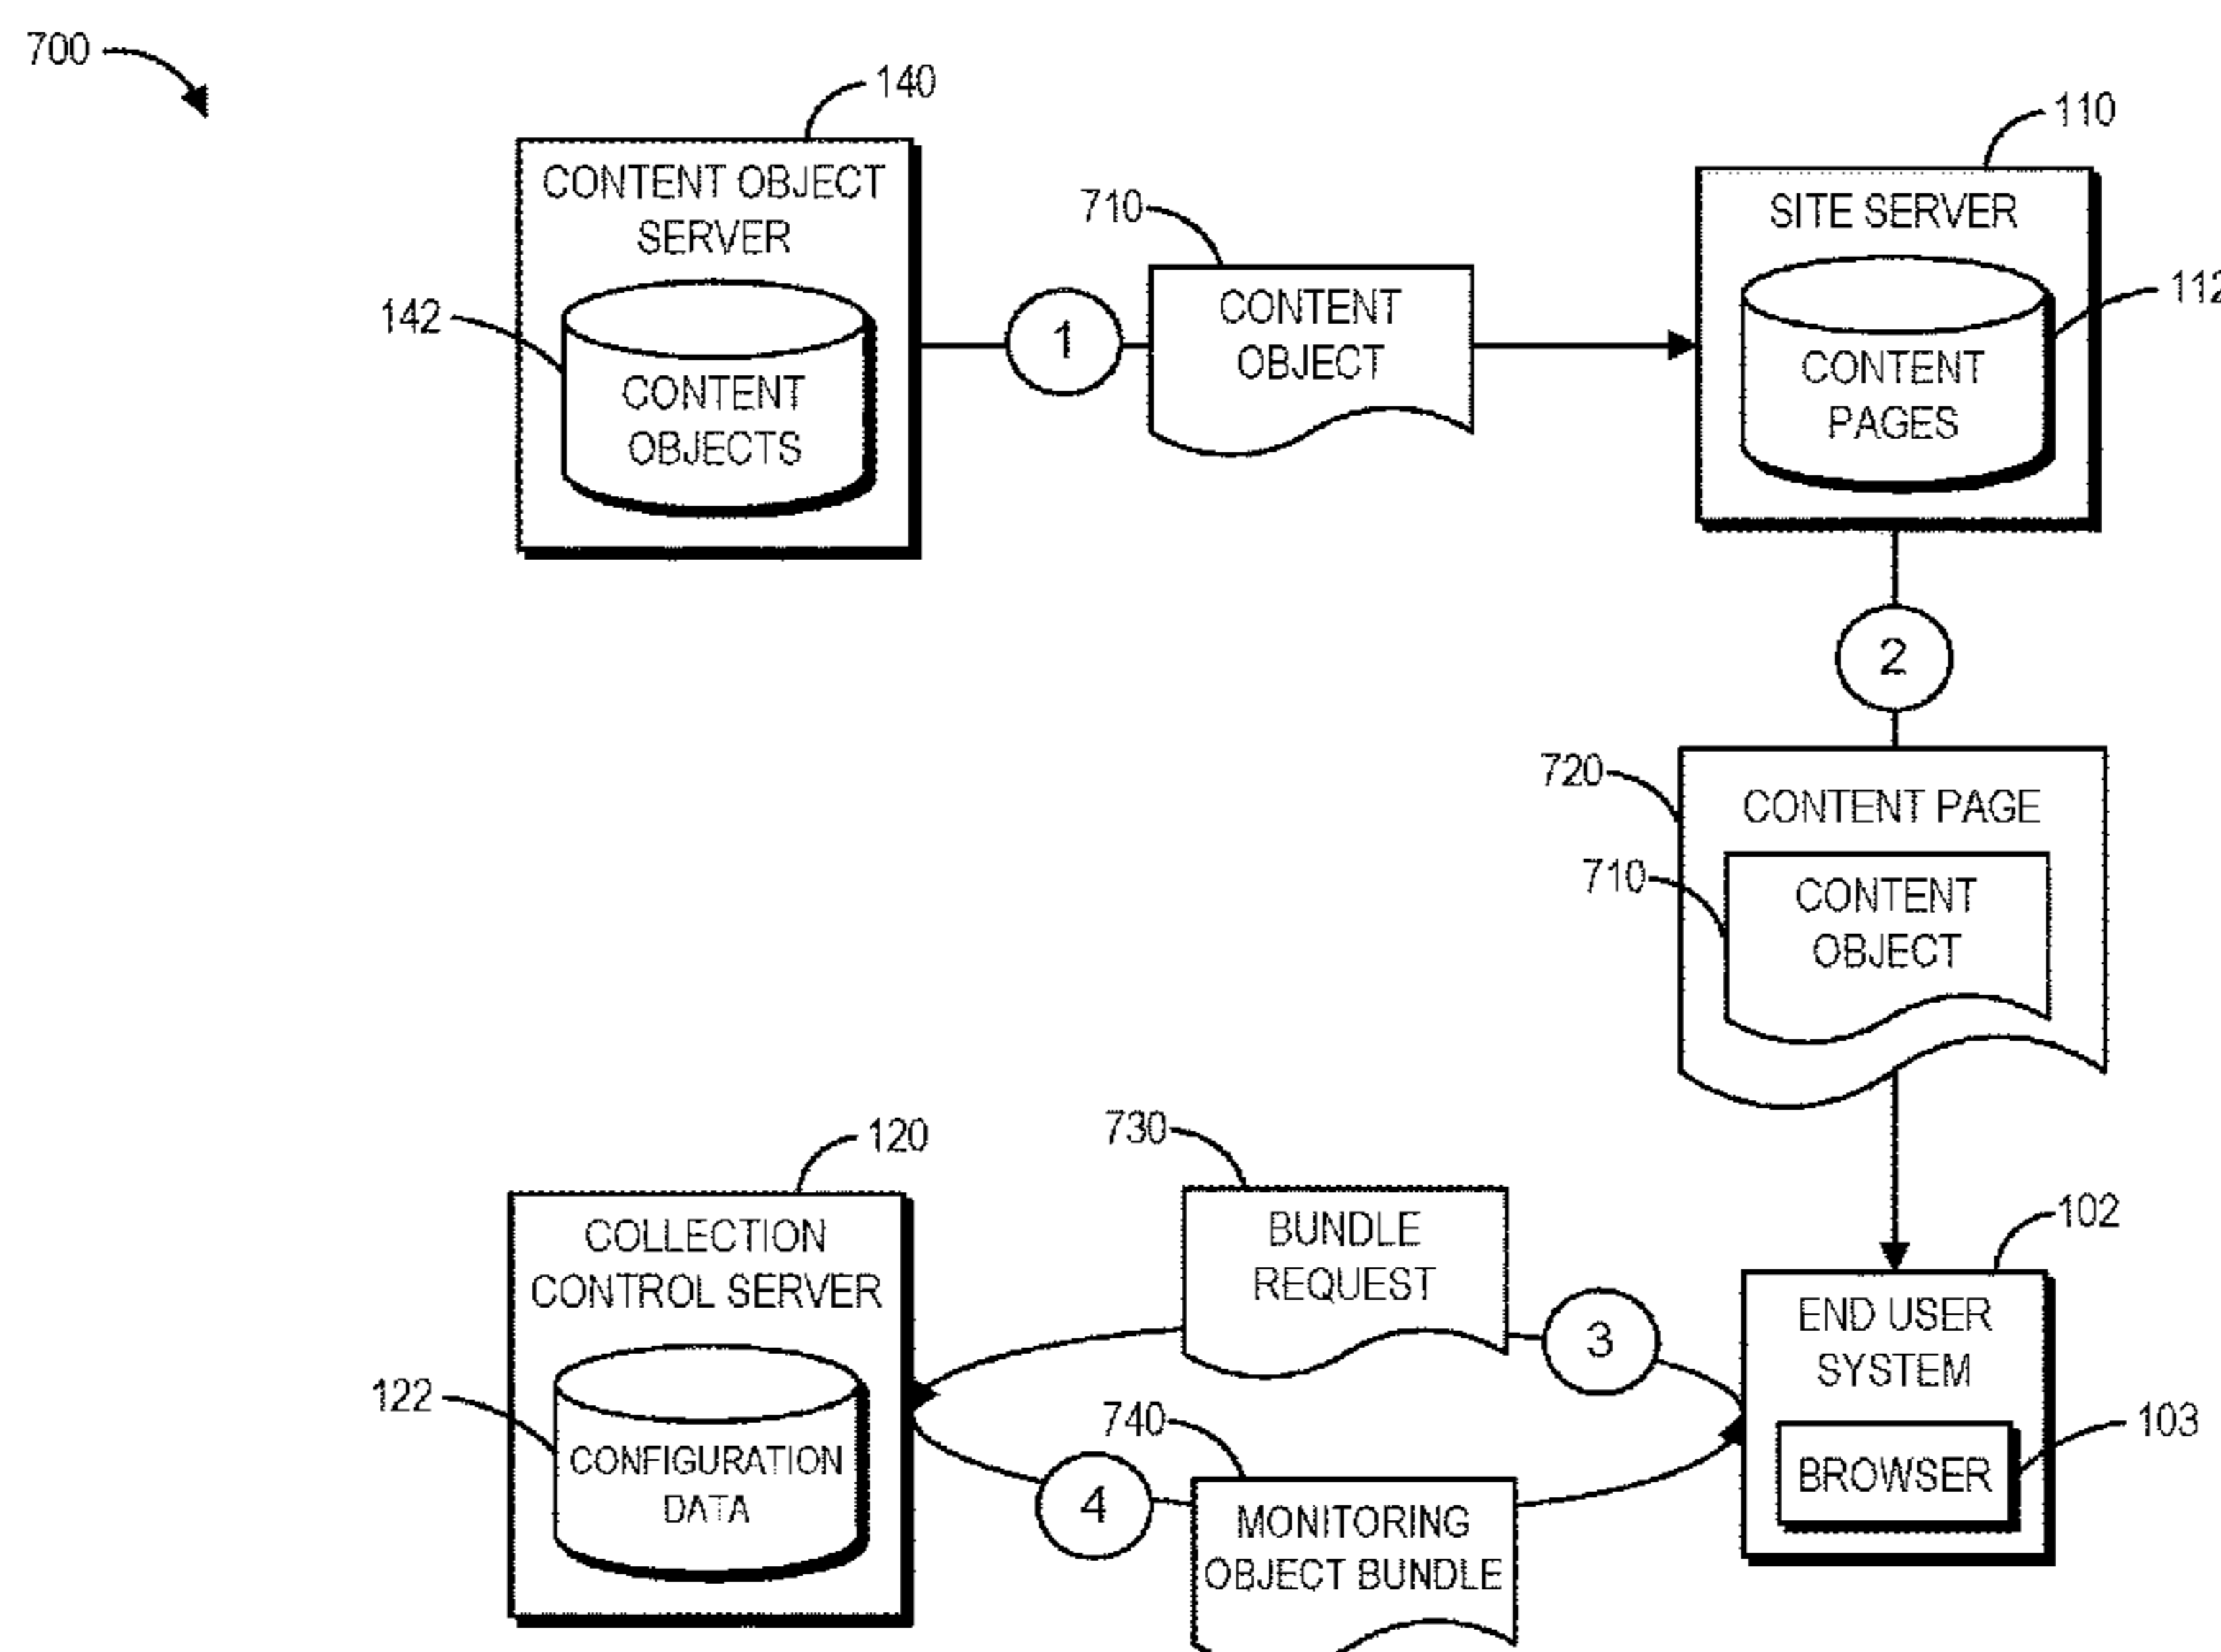 700
140
110
CONTENT OBJECT
SERVER
142
CONTENT
OBJECTS
1
710
CONTENT
OBJECT
SITE SERVER
112
CONTENT
PAGES
2
720
CONTENT PAGE
710
CONTENT
OBJECT
120
COLLECTION
CONTROL SERVER
122
CONFIGURATION
DATA
730
BUNDLE
REQUEST
3
102
END USER
SYSTEM
103
BROWSER
740
4
MONITORING
OBJECT BUNDLE